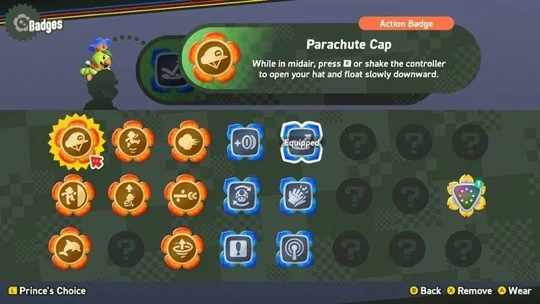 Badges
Action Badge
Parachute Cap
While in midair, press R or shake the controller
to open your hat and float slowly downward.
+0
Equipped
? ? ?
? ? ?
? ! ? ? ?
L Prince's Choice
B Back X Remove A Wear